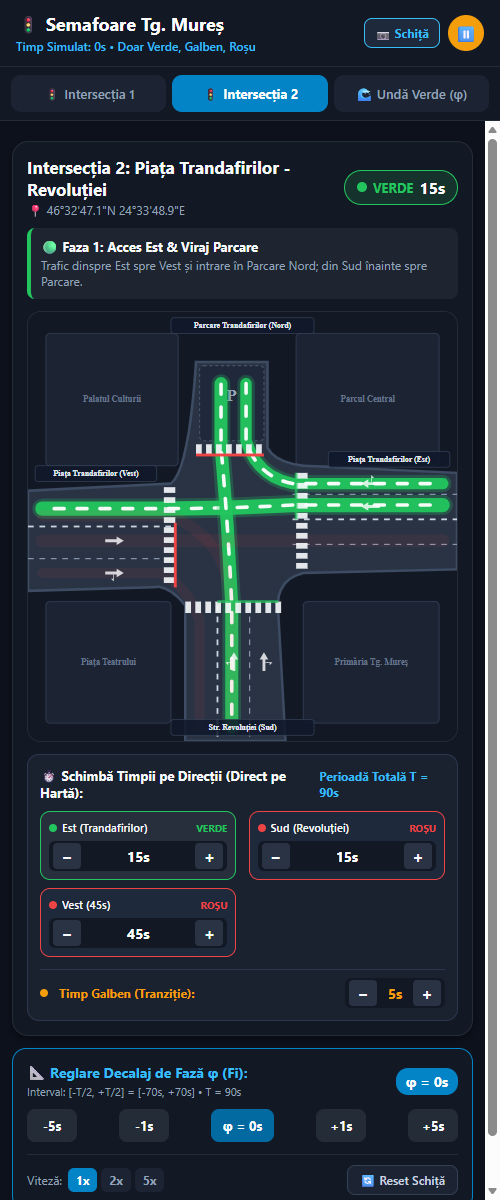 Semafoare Tg. Mureș
Timp Simulat: 0s • Doar Verde, Galben, Roșu
Schiță
Intersecția 1
Intersecția 2
Undă Verde (φ)
Intersecția 2: Piața Trandafirilor -
Revoluției
46°32'47.1"N 24°33'48.9"E
VERDE 15s
Faza 1: Acces Est & Viraj Parcare
Trafic dinspre Est spre Vest și intrare în Parcare Nord; din Sud înainte spre
Parcare.
Parcare Trandafirilor (Nord)
P
Palatul Culturii
Parcul Central
Piața Trandafirilor (Est)
Piața Trandafirilor (Vest)
Piața Teatrului
Primăria Tg. Mureș
Str. Revoluției (Sud)
Schimbă Timpii pe Direcții (Direct pe
Hartă):
Perioadă Totală T =
90s
Est (Trandafirilor) VERDE
− 15s +
Sud (Revoluției) ROȘU
− 15s +
Vest (45s) ROȘU
− 45s +
Timp Galben (Tranziție):
− 5s +
Reglare Decalaj de Fază φ (Fi):
Interval: [-T/2, +T/2] = [-70s, +70s] • T = 90s
φ = 0s
-5s
-1s
φ = 0s
+1s
+5s
Viteză: 1x 2x 5x
Reset Schiță